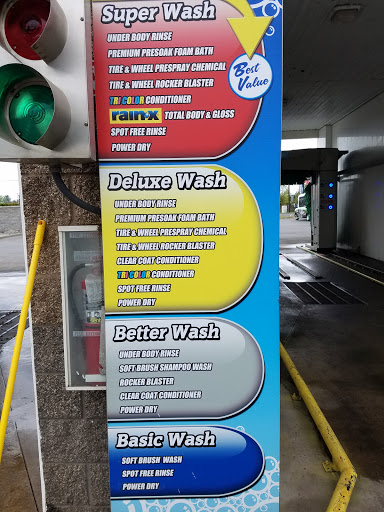 Super Wash
UNDER BODY RINSE
PREMIUM PRESOAK FOAM BATH
TIRE & WHEEL PRESPRAY CHEMICAL
TIRE & WHEEL ROCKER BLASTER
TRI COLOR CONDITIONER
rain-x TOTAL BODY & GLOSS
SPOT FREE RINSE
POWER DRY
Best
Value
Deluxe Wash
UNDER BODY RINSE
PREMIUM PRESOAK FOAM BATH
TIRE & WHEEL PRESPRAY CHEMICAL
TIRE & WHEEL ROCKER BLASTER
CLEAR COAT CONDITIONER
TRI COLOR CONDITIONER
SPOT FREE RINSE
POWER DRY
Better Wash
UNDER BODY RINSE
SOFT BRUSH SHAMPOO WASH
ROCKER BLASTER
CLEAR COAT CONDITIONER
POWER DRY
Basic Wash
SOFT BRUSH WASH
SPOT FREE RINSE
POWER DRY